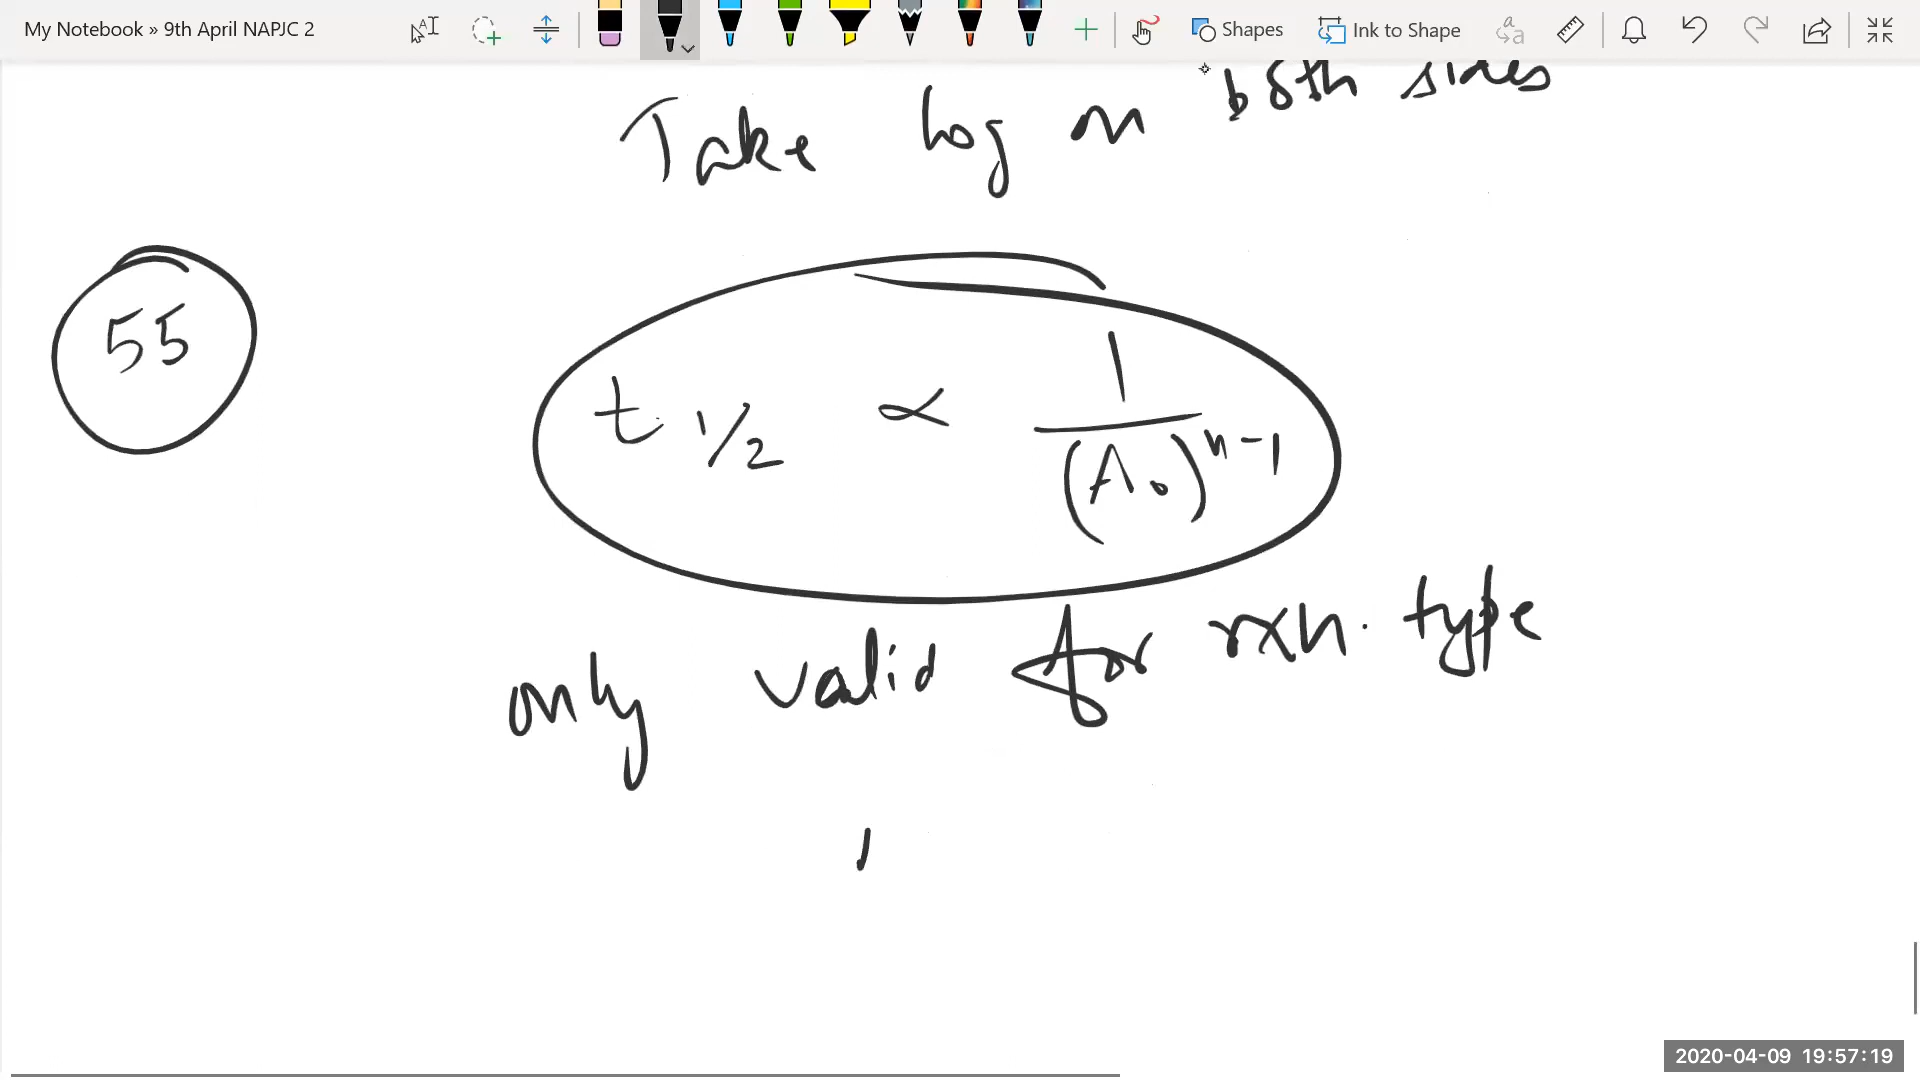 My Notebook » 9th April NAPJC 2
Shapes
Ink to Shape
Take log on both sides
55
t 1/2 ∝ 1/(A₀)ⁿ⁻¹
only valid for rxn. type
2020-04-09 19:57:19